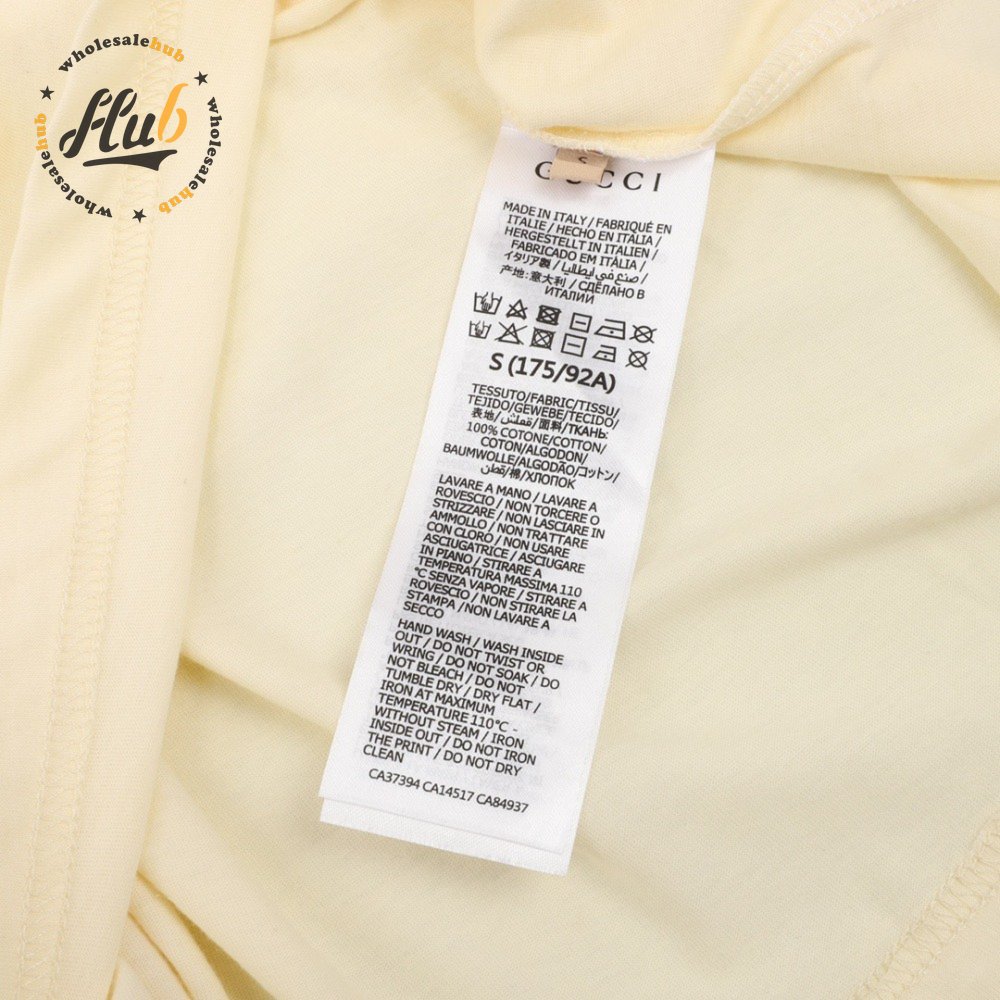 wholesalehub
wholesalehub
wholesalehub
Hub
S
GUCCI
MADE IN ITALY / FABRIQUÉ EN
ITALIE / HECHO EN ITALIA /
HERGESTELLT IN ITALIEN /
FABRICADO EM ITÁLIA /
イタリア製 / صنع في ايطاليا /
产地: 意大利 / СДЕЛАНО В
ИТАЛИИ
S (175/92A)
TESSUTO/FABRIC/TISSU/
TEJIDO/GEWEBE/TECIDO/
表地/قماش/面料/ТКАНЬ:
100% COTONE/COTTON/
COTON/ALGODON/
BAUMWOLLE/ALGODÃO/コットン/
قطن/棉/ХЛОПОК
LAVARE A MANO / LAVARE A
ROVESCIO / NON TORCERE O
STRIZZARE / NON LASCIARE IN
AMMOLLO / NON TRATTARE
CON CLORO / NON USARE
ASCIUGATRICE / ASCIUGARE
IN PIANO / STIRARE A
TEMPERATURA MASSIMA 110
°C SENZA VAPORE / STIRARE A
ROVESCIO / NON STIRARE LA
STAMPA / NON LAVARE A
SECCO
HAND WASH / WASH INSIDE
OUT / DO NOT TWIST OR
WRING / DO NOT SOAK / DO
NOT BLEACH / DO NOT
TUMBLE DRY / DRY FLAT /
IRON AT MAXIMUM
TEMPERATURE 110°C -
WITHOUT STEAM / IRON
INSIDE OUT / DO NOT IRON
THE PRINT / DO NOT DRY
CLEAN
CA37394 CA14517 CA84937